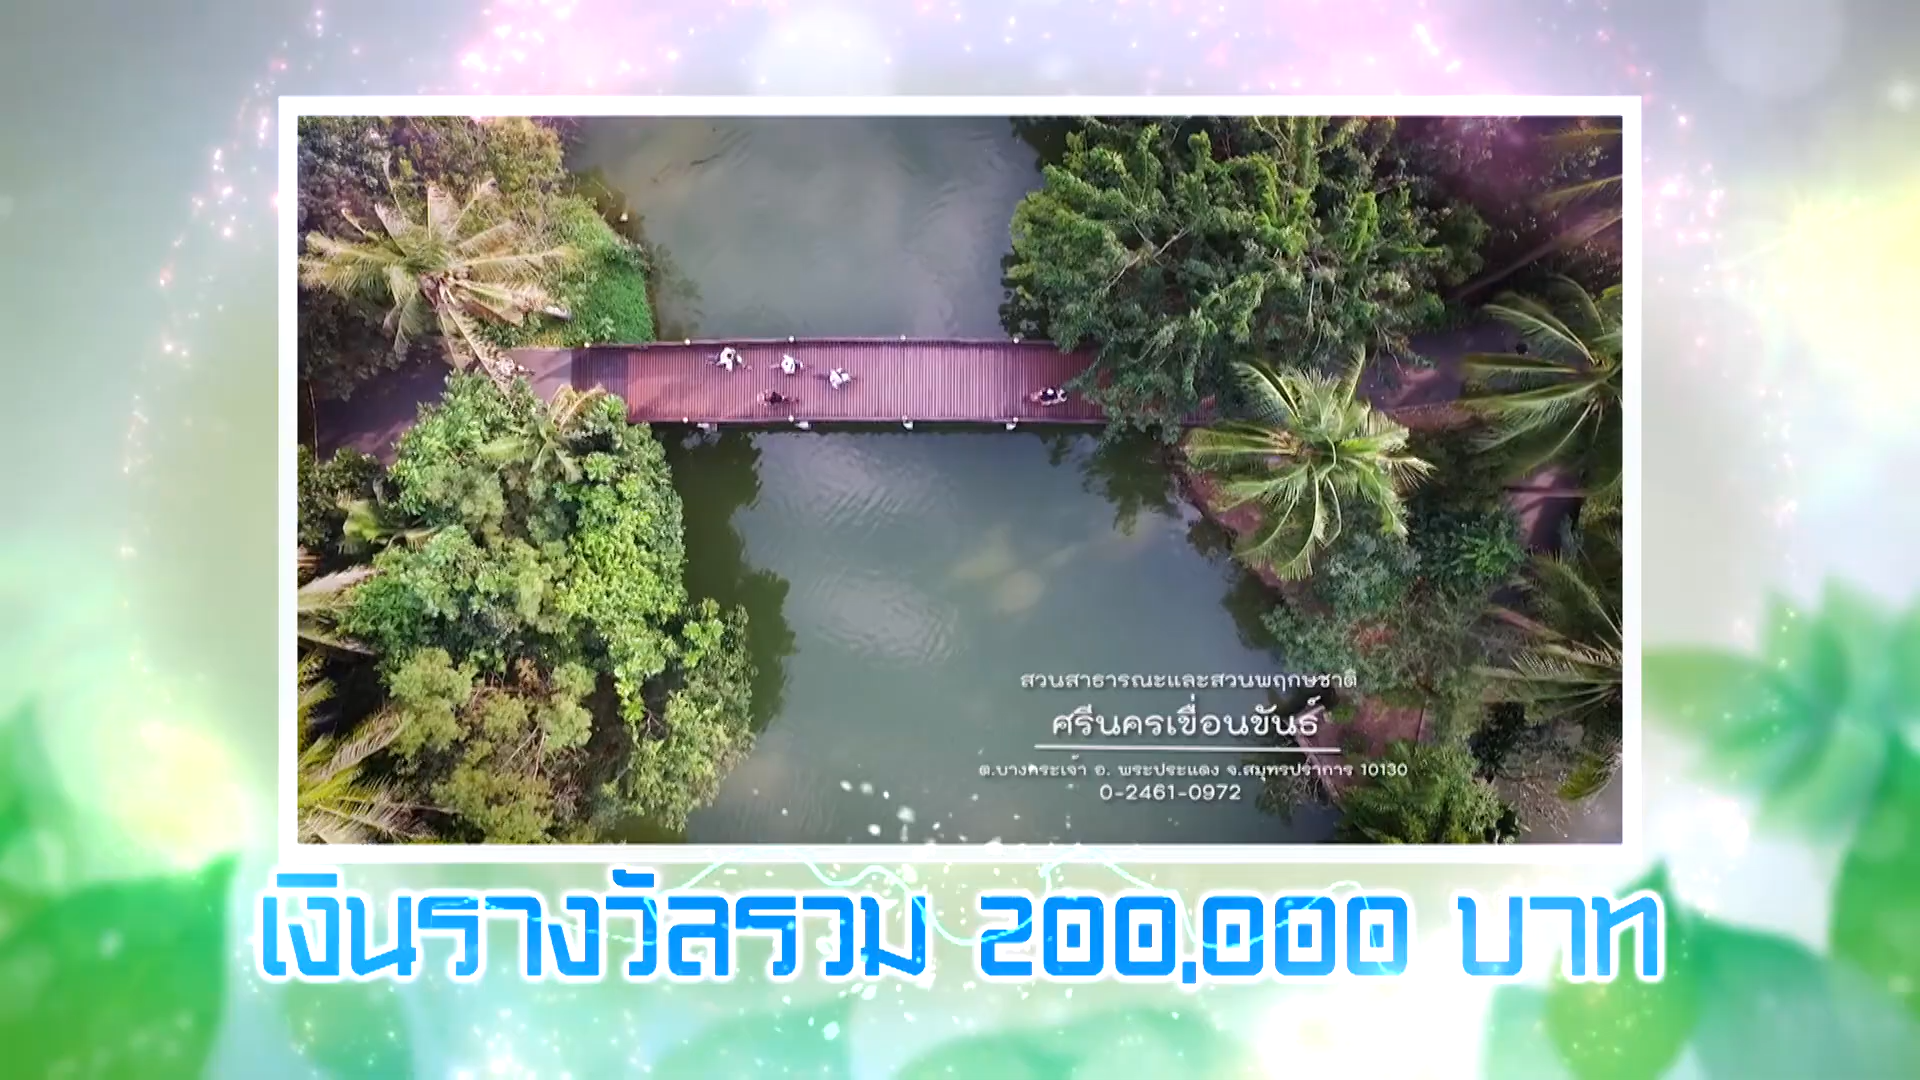 สวนสาธารณะและสวนพฤกษชาติ
ศรีนครเขื่อนขันธ์
ต.บางกระเจ้า อ. พระประแดง จ.สมุทรปราการ 10130
0-2461-0972
เงินรางวัลรวม 200,000 บาท